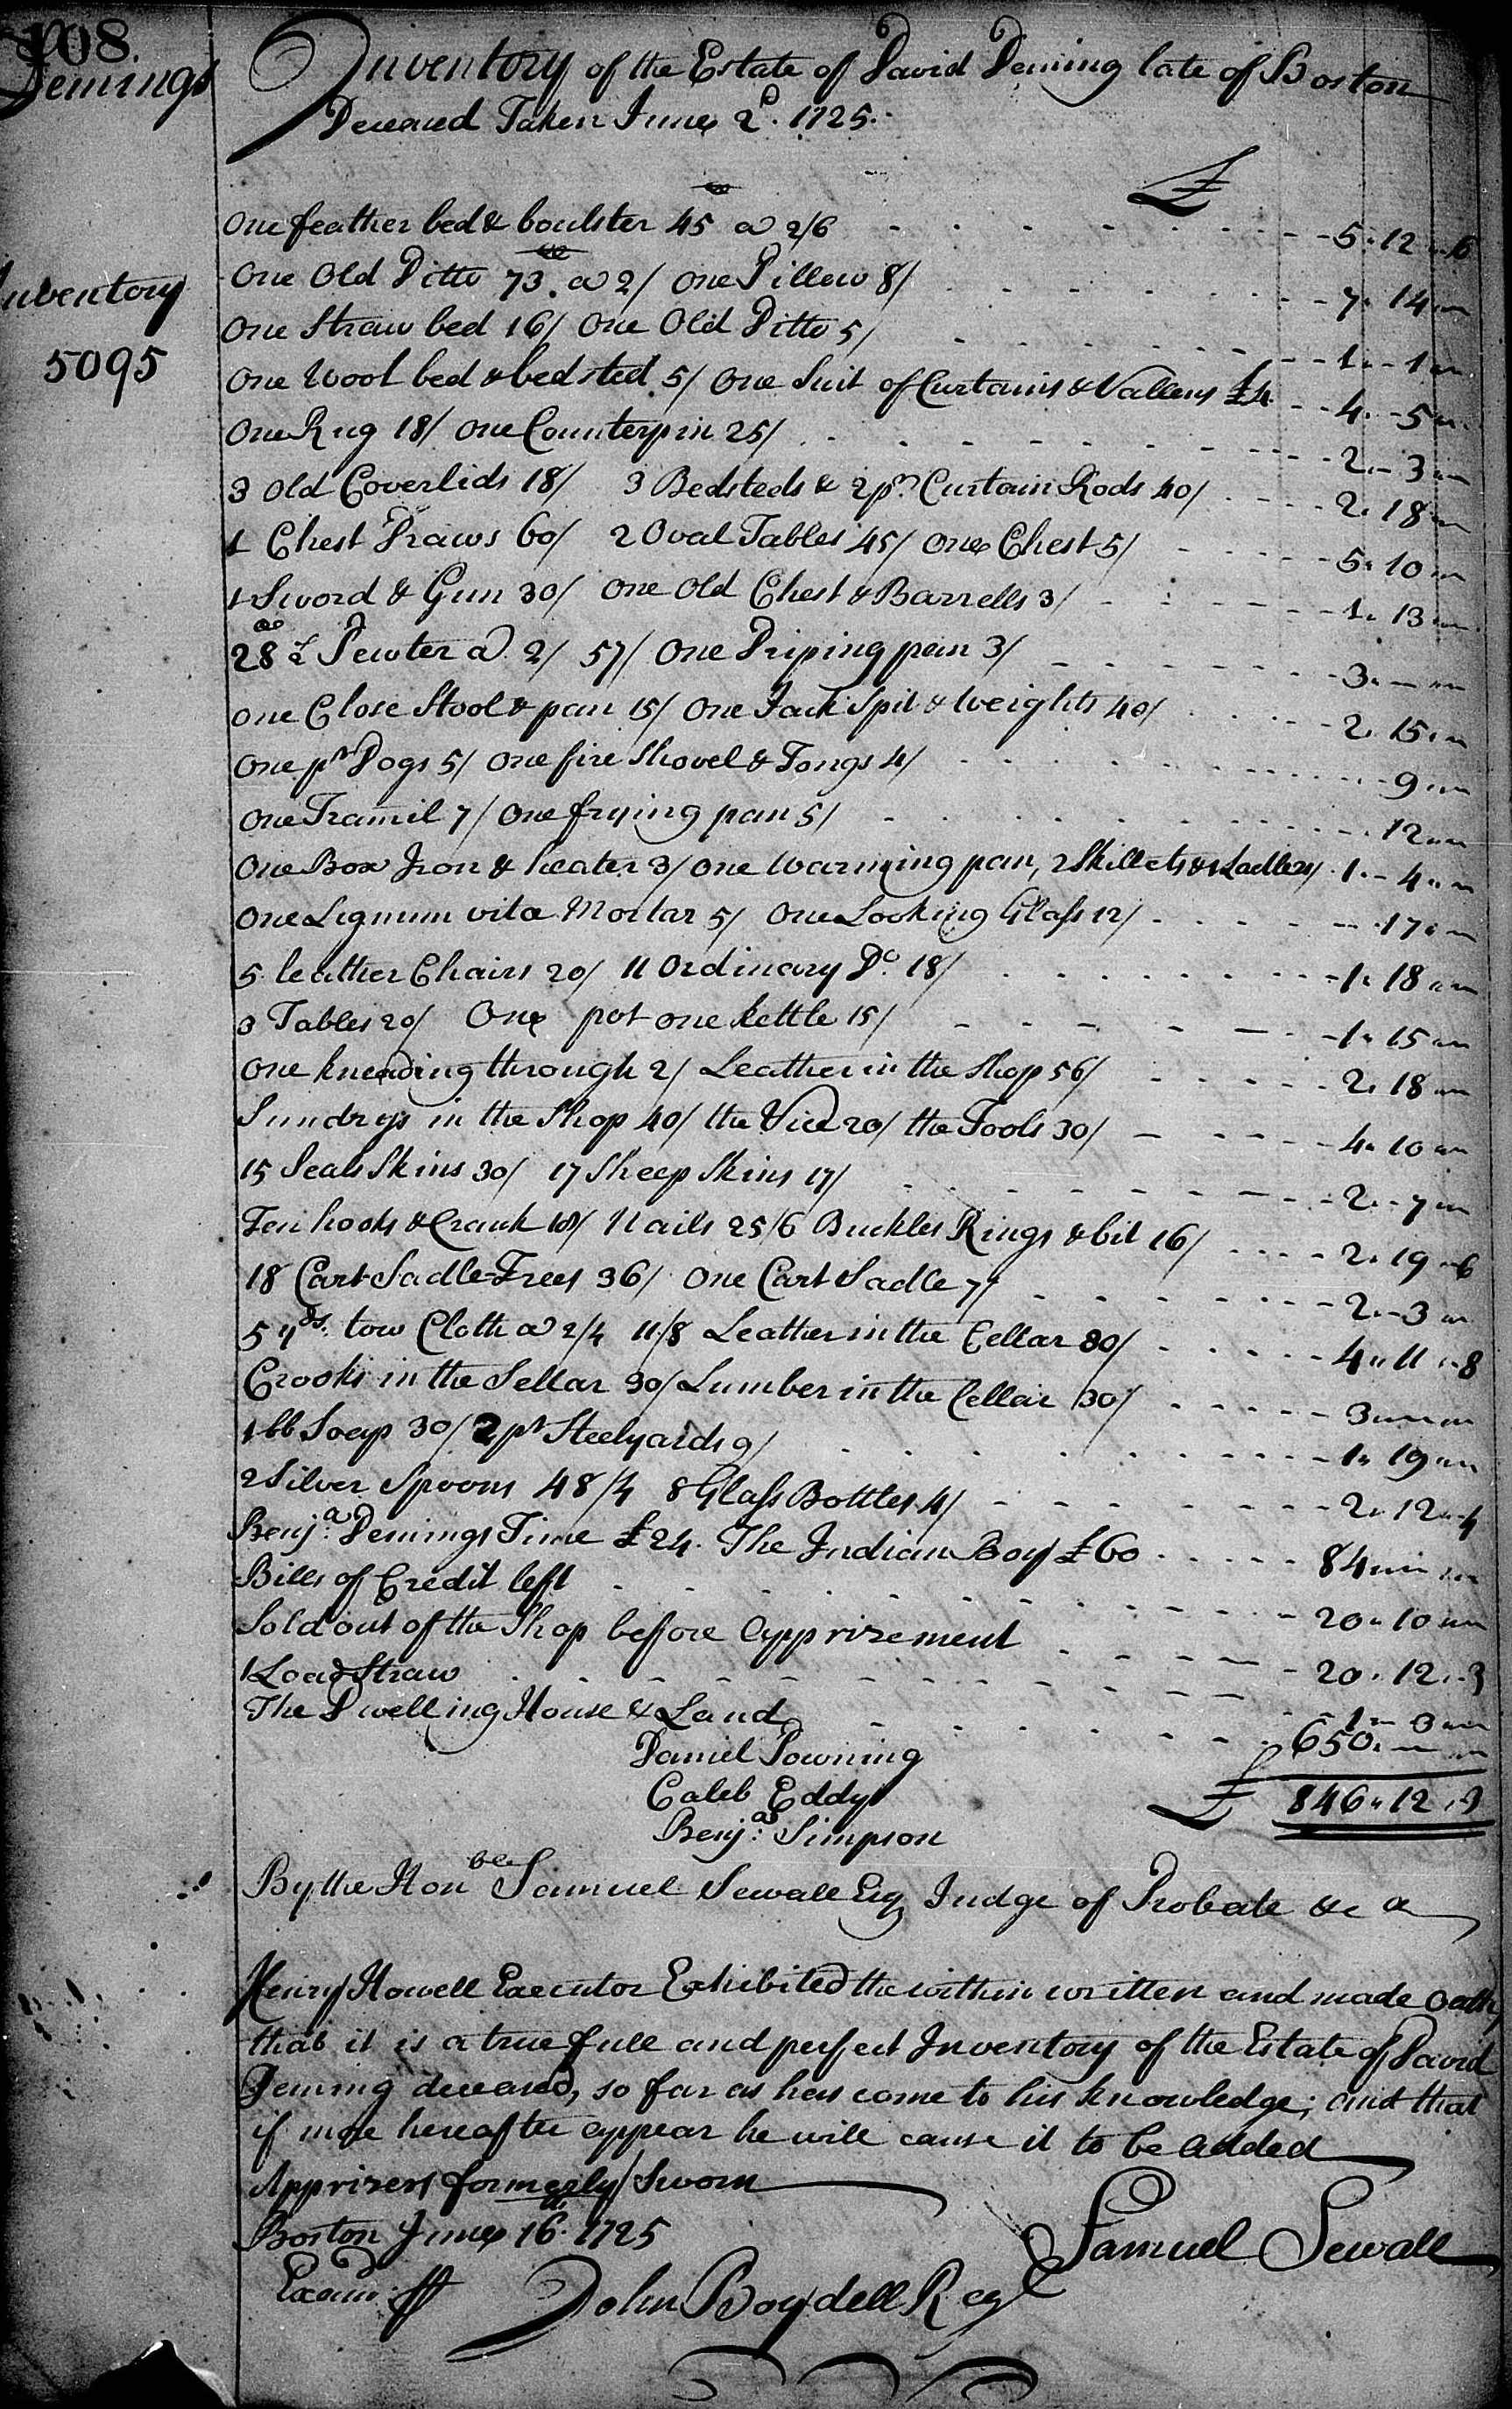 108.
Demings
Inventory of the Estate of David Deming late of Boston
Deceased Taken June 2d. 1725.
£
Inventory
5095
One feather bed & boulster 45 lb a 2/6 5..12..6
One Old Ditto 73. lb a 2/ one Pillow 8/ 7..14..
One Straw bed 16/ One Old Ditto 5/ 1..1..
One Wool bed & bedsted 5/ One Suit of Curtains & Vallens £4 4..5..
One Rug 18/ one Counterpin 25/ 2..3..
3 Old Coverlids 18/ 3 Bedsteds & 2 pr. Curtain Rods 40/ 2..18..
1 Chest Draws 60/ 2 Oval Tables 45/ One Chest 5/ 5..10..
1 Sword & Gun 30/ One Old Chest & Barrells 3/ 1..13..
28 lb ½ Pewter a 2/ 57/ One Driping pan 3/ 3..
One Close Stool & pan 15/ One Jack Spit & Weights 40/ 2..15..
One pr Dogs 5/ One fire Shovel & Tongs 4/ 9..
One Tramil 7/ One frying pan 5/ 12..
One Box Iron & heater 3/ One Warming pan, 2 Skillets & 1 Ladle 21/ 1..4..
One Lignum vitæ Mortar 5/ One Looking Glass 12/ 17..
5 leather Chairs 20/ 11 Ordinary Do. 18/ 1..18..
3 Tables 20/ One pot one kettle 15/ 1..15..
One kneading through 2/ Leather in the Shop 56/ 2..18..
Sundrys in the Shop 40/ the Vice 20/ the Tools 30/ 4..10..
15 Seals Skins 30/ 17 Sheep Skins 17/ 2..7..
Ten hooks & Crank 18/ Nails 25/6 Buckles Rings & bit 16/ 2..19..6
18 Cart Sadle Trees 36/ One Cart Sadle 7/ 2..3..
5 yds. tow Cloth a 2/4 11/8 Leather in the Cellar 80/ 4..11..8
Crooks in the Sellar 30/ Lumber in the Cellar 30/ 3..
1 bb Soap 30/ 2 pr Steelyards 9/ 1..19..
2 Silver Spoons 48/4 8 Glass Bottles 4/ 2..12..4
Benja. Demings Time £24. The Indian Boy £60 84..
Bills of Credit left 20..10..
Sold out of the Shop before Apprizement 20..12..3
1 Load Straw 1..0..
The Dwelling House & Land 650..
Daniel Powning
Caleb Eddy
Benja: Simpson
£ 846..12..3
By the Honble Samuel Sewall Esq Judge of Probate &c a
Henry Howell Executor Exhibited the within written and made Oath,
that it is a true full and perfect Inventory of the Estate of David
Deming deceased, so far as has come to his knowledge; and that
if more hereafter appear he will cause it to be added
Apprizers formerly Sworn
Boston June 16th. 1725
Samuel Sewall
Examd. John Boydell Regr